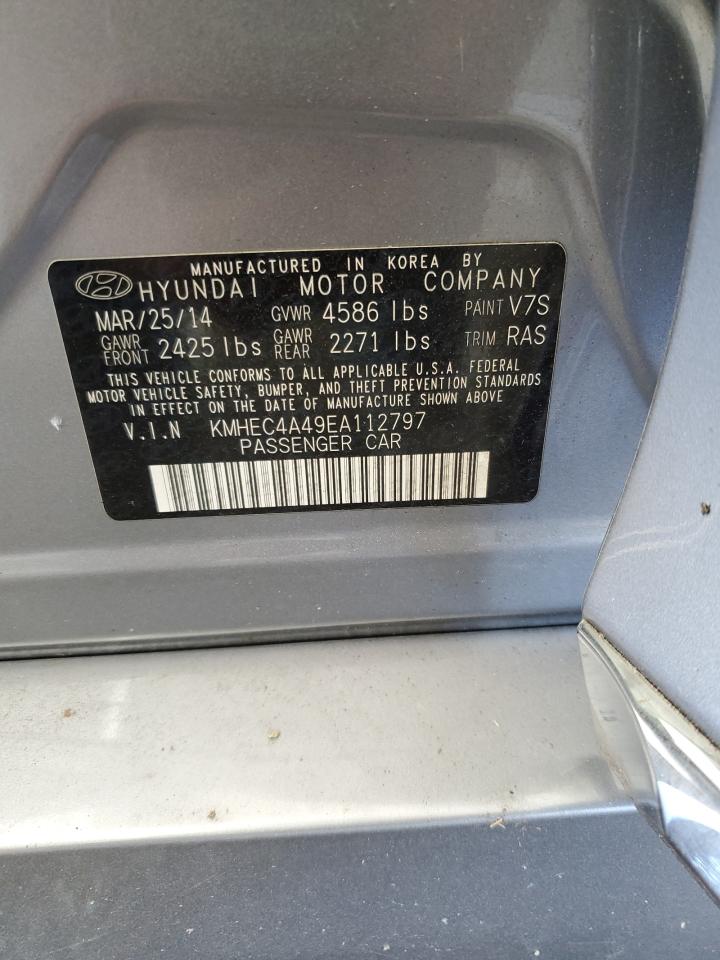 MANUFACTURED IN KOREA BY
HYUNDAI MOTOR COMPANY
MAR/25/14 GVWR 4586 lbs PAINT V7S
GAWR FRONT 2425 lbs GAWR REAR 2271 lbs TRIM RAS
THIS VEHICLE CONFORMS TO ALL APPLICABLE U.S.A. FEDERAL
MOTOR VEHICLE SAFETY, BUMPER, AND THEFT PREVENTION STANDARDS
IN EFFECT ON THE DATE OF MANUFACTURE SHOWN ABOVE
V.I.N KMHEC4A49EA112797
PASSENGER CAR